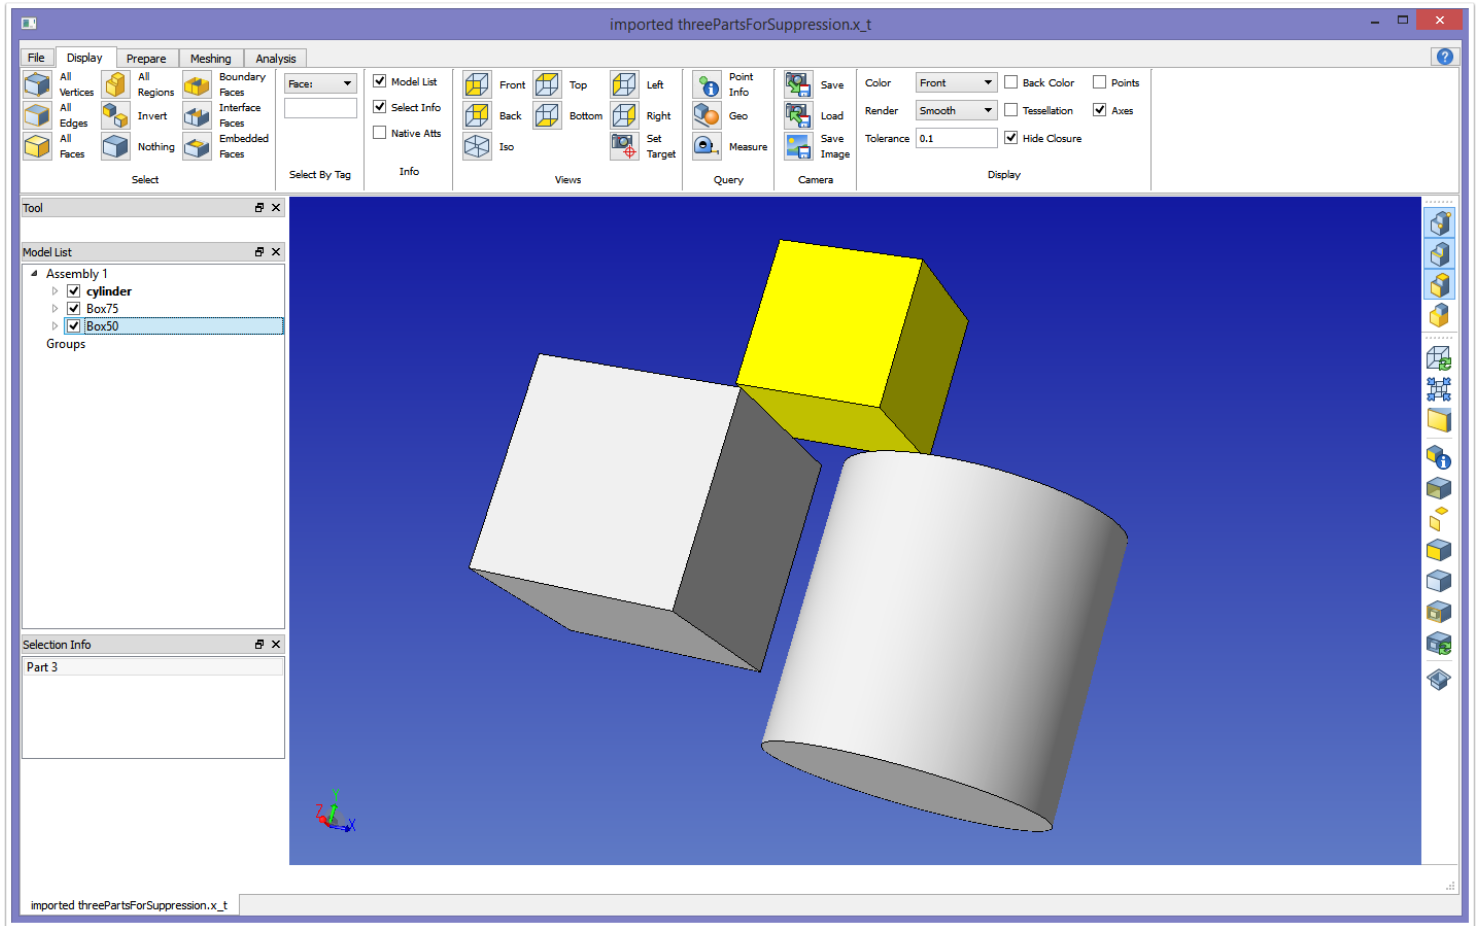 imported threePartsForSuppression.x_t
File Display Prepare Meshing Analysis
All Vertices
All Regions
Boundary Faces
All Edges
Invert
Interface Faces
All Faces
Nothing
Embedded Faces
Select
Face:
Select By Tag
Model List
Select Info
Native Atts
Info
Front Top Left
Back Bottom Right
Iso Set Target
Views
Point Info
Geo
Measure
Query
Save
Load
Save Image
Camera
Color Front Back Color Points
Render Smooth Tessellation Axes
Tolerance 0.1 Hide Closure
Display
Tool
Model List
Assembly 1
cylinder
Box75
Box50
Groups
Selection Info
Part 3
Y
Z
X
imported threePartsForSuppression.x_t